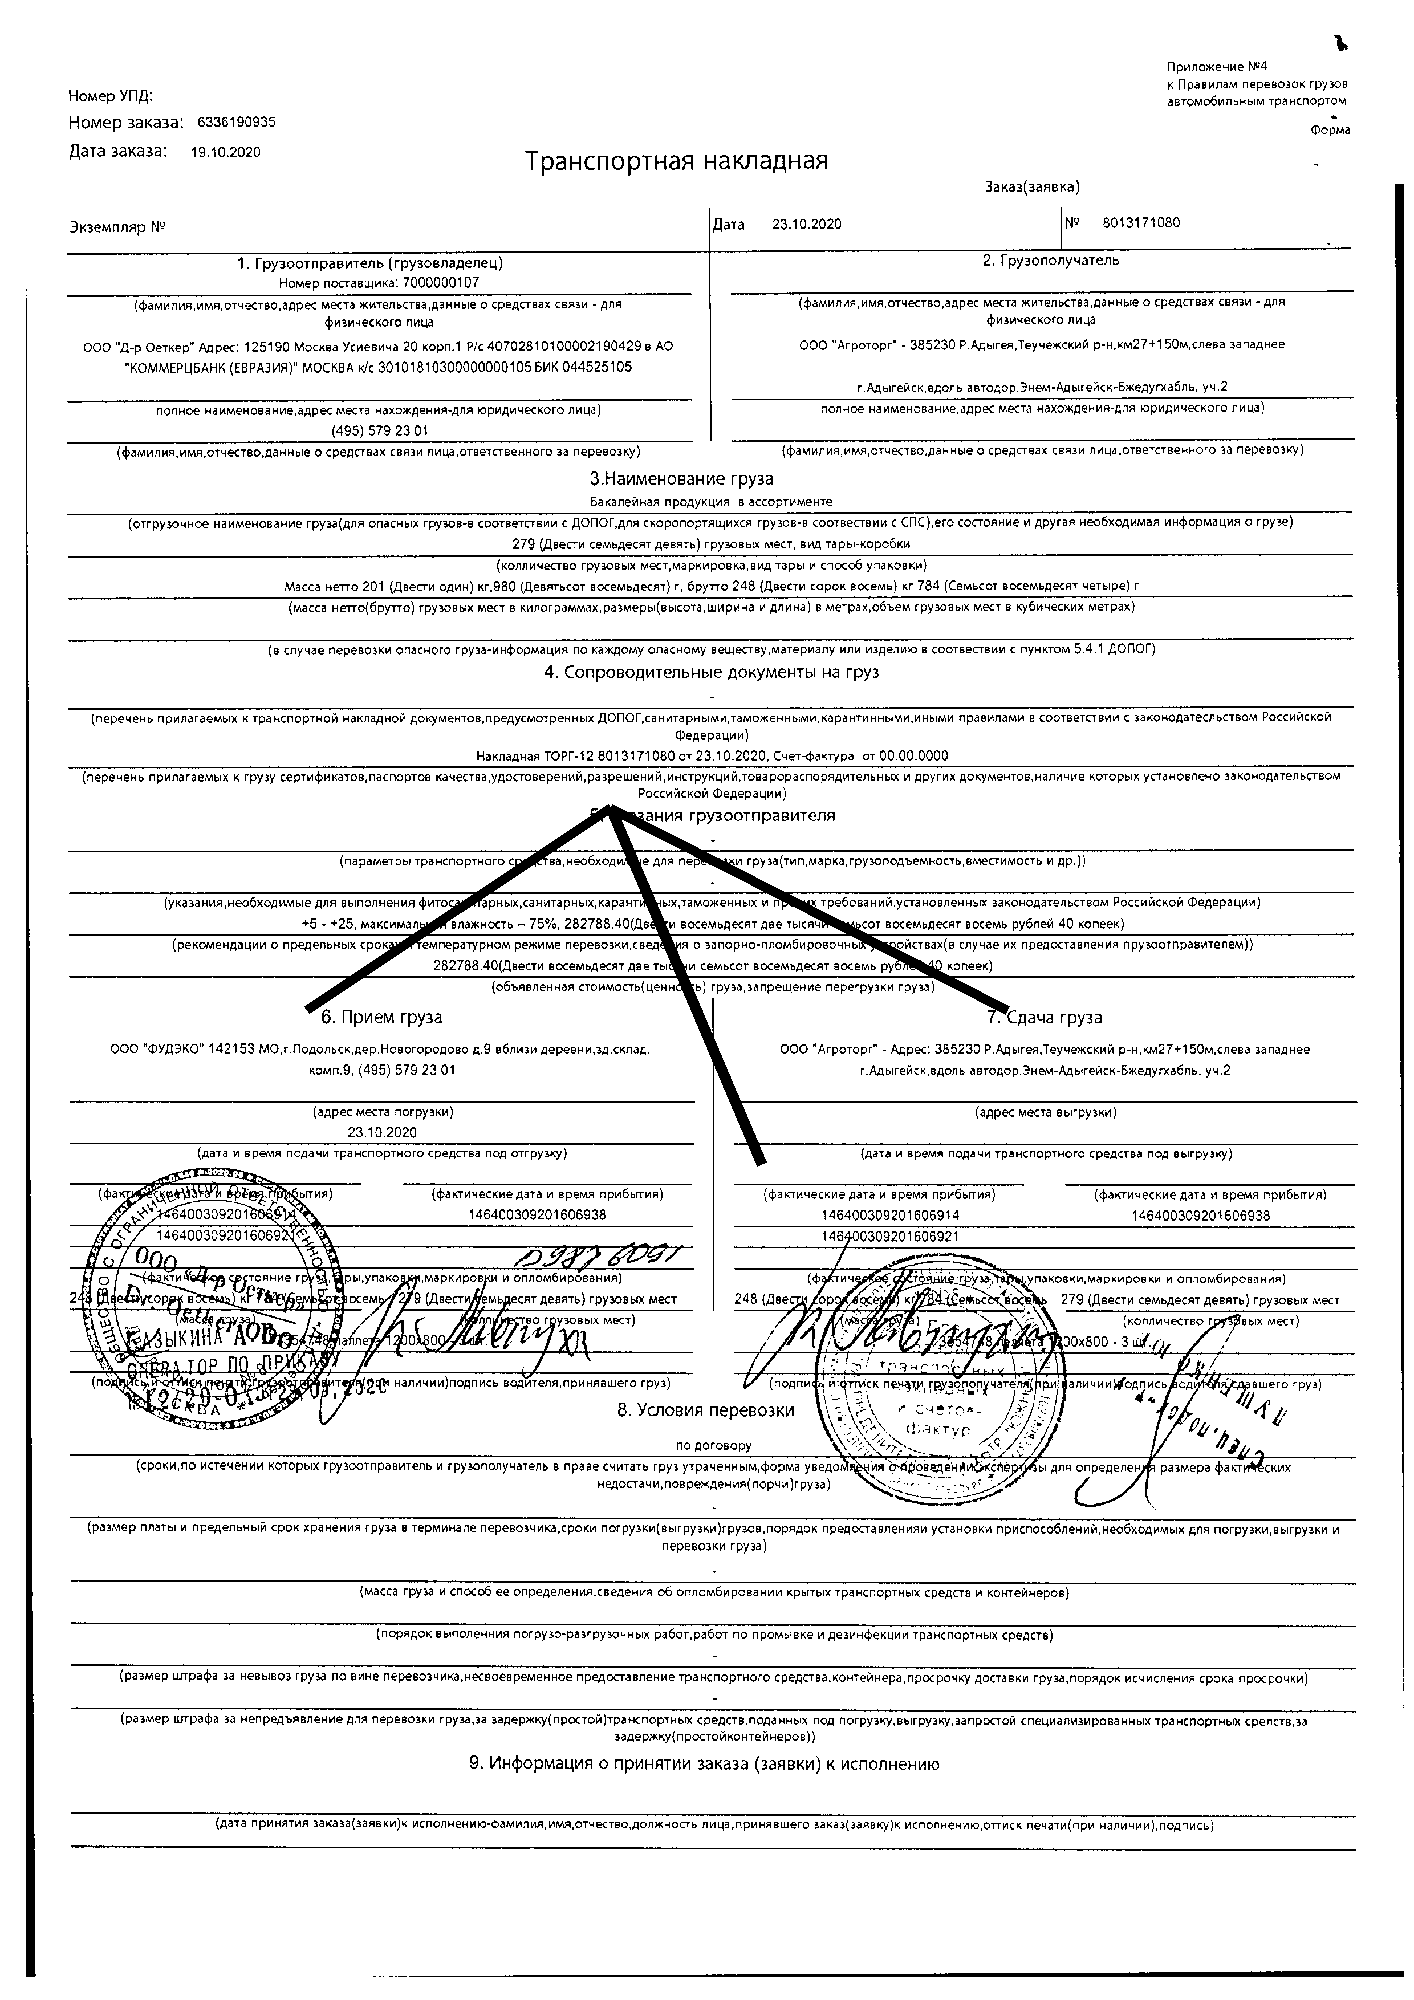 Приложение №4
к Правилам перевозок грузов
автомобильным транспортом
Форма
Номер УПД:
Номер заказа: 6336190935
Дата заказа: 19.10.2020
Транспортная накладная
Заказ(заявка)
Экземпляр №
Дата 23.10.2020
№ 8013171080
1. Грузоотправитель (грузовладелец)
Номер поставщика: 7000000107
(фамилия,имя,отчество,адрес места жительства,данные о средствах связи - для
физического лица
ООО "Д-р Оеткер" Адрес: 125190 Москва Усиевича 20 корп.1 Р/с 40702810100002190429 в АО
"КОММЕРЦБАНК (ЕВРАЗИЯ)" МОСКВА к/с 30101810300000000105 БИК 044525105
полное наименование,адрес места нахождения-для юридического лица)
(495) 579 23 01
(фамилия,имя,отчество,данные о средствах связи лица,ответственного за перевозку)
2. Грузополучатель
(фамилия,имя,отчество,адрес места жительства,данные о средствах связи - для
физического лица
ООО "Агроторг" - 385230 Р.Адыгея,Теучежский р-н,км27+150м,слева западнее
г.Адыгейск,вдоль автодор.Энем-Адыгейск-Бжедугхабль, уч.2
полное наименование,адрес места нахождения-для юридического лица)
(фамилия,имя,отчество,данные о средствах связи лица,ответственного за перевозку)
3.Наименование груза
Бакалейная продукция в ассортименте
(отгрузочное наименование груза(для опасных грузов-в соответствии с ДОПОГ,для скоропортящихся грузов-в соотвествии с СПС),его состояние и другая необходимая информация о грузе)
279 (Двести семьдесят девять) грузовых мест, вид тары-коробки
(колличество грузовых мест,маркировка,вид тары и способ упаковки)
Масса нетто 201 (Двести один) кг.980 (Девятьсот восемьдесят) г, брутто 248 (Двести сорок восемь) кг 784 (Семьсот восемьдесят четыре) г
(масса нетто(брутто) грузовых мест в килограммах,размеры(высота,ширина и длина) в метрах,объем грузовых мест в кубических метрах)
(в случае перевозки опасного груза-информация по каждому опасному веществу,материалу или изделию в соотвествии с пунктом 5.4.1 ДОПОГ)
4. Сопроводительные документы на груз
-
(перечень прилагаемых к транспортной накладной документов,предусмотренных ДОПОГ,санитарными,таможенными,карантинными,иными правилами в соответствии с законодательством Российской
Федерации)
Накладная ТОРГ-12 8013171080 от 23.10.2020, Счет-фактура от 00.00.0000
(перечень прилагаемых к грузу сертификатов,паспортов качества,удостоверений,разрешений,инструкций,товарораспорядительных и других документов,наличие которых установлено законодательством
Российской Федерации)
5. Указания грузоотправителя
-
(параметры транспортного средства,необходимые для перевозки груза(тип,марка,грузоподъемность,вместимость и др.))
-
(указания,необходимые для выполнения фитосанитарных,санитарных,карантинных,таможенных и прочих требований,установленных законодательством Российской Федерации)
+5 - +25, максимальная влажность – 75%, 282788.40(Двести восемьдесят две тысячи семьсот восемьдесят восемь рублей 40 копеек)
(рекомендации о предельных сроках и температурном режиме перевозки,сведения о запорно-пломбировочных устройствах(в случае их предоставления грузоотправителем))
282788.40(Двести восемьдесят две тысячи семьсот восемьдесят восемь рублей 40 копеек)
(объявленная стоимость(ценность) груза,запрещение перегрузки груза)
6. Прием груза
ООО "ФУДЭКО" 142153 МО,г.Подольск,дер.Новогородово д.9 вблизи деревни,зд.склад.
комп.9, (495) 579 23 01
(адрес места погрузки)
23.10.2020
(дата и время подачи транспортного средства под отгрузку)
(фактические дата и время прибытия)
(фактические дата и время прибытия)
146400309201606914
146400309201606938
146400309201606921
D9876091
(фактическое состояние груза,тары,упаковки,маркировки и опломбирования)
248 (Двести сорок восемь) кг 784 (Семьсот восемь
279 (Двести семьдесят девять) грузовых мест
(масса груза)
(колличество грузовых мест)
(подпись и оттиск печати грузоотправителя(при наличии)подпись водителя,принявшего груз)
ООО «Д-р Оеткер»
КАЗЫКИНА А.О.
ОПЕРАТОР ПО ПРИКАЗУ
МОСКВА
7. Сдача груза
ООО "Агроторг" - Адрес: 385230 Р.Адыгея,Теучежский р-н,км27+150м,слева западнее
г.Адыгейск,вдоль автодор.Энем-Адыгейск-Бжедугхабль, уч.2
(адрес места выгрузки)
(дата и время подачи транспортного средства под выгрузку)
(фактические дата и время прибытия)
(фактические дата и время прибытия)
146400309201606914
146400309201606938
146400309201606921
(фактическое состояние груза,тары,упаковки,маркировки и опломбирования)
248 (Двести сорок восемь) кг 784 (Семьсот восемь
279 (Двести семьдесят девять) грузовых мест
(масса груза)
(колличество грузовых мест)
(подпись и оттиск печати грузополучателя(при наличии)подпись водителя,сдавшего груз)
транспортных
накладных
и счетов-
фактур
8. Условия перевозки
по договору
(сроки,по истечении которых грузоотправитель и грузополучатель в праве считать груз утраченным,форма уведомления о проведении экспертизы для определения размера фактических
недостачи,повреждения(порчи)груза)
-
(размер платы и предельный срок хранения груза в терминале перевозчика,сроки погрузки(выгрузки)грузов,порядок предоставленияи установки приспособлений,необходимых для погрузки,выгрузки и
перевозки груза)
-
(масса груза и способ ее определения,сведения об опломбировании крытых транспортных средств и контейнеров)
(порядок выполенния погрузо-разгрузочных работ,работ по промывке и дезинфекции транспортных средств)
-
(размер штрафа за невывоз груза по вине перевозчика,несвоевременное предоставление транспортного средства,контейнера,просрочку доставки груза,порядок исчисления срока просрочки)
-
(размер штрафа за непредъявление для перевозки груза,за задержку(простой)транспортных средств,поданных под погрузку,выгрузку,запростой специализированных транспортных средств,за
задержку(простойконтейнеров))
9. Информация о принятии заказа (заявки) к исполнению
(дата принятия заказа(заявки)к исполнению-фамилия,имя,отчество,должность лица,принявшего заказ(заявку)к исполнению,оттиск печати(при наличии),подпись)